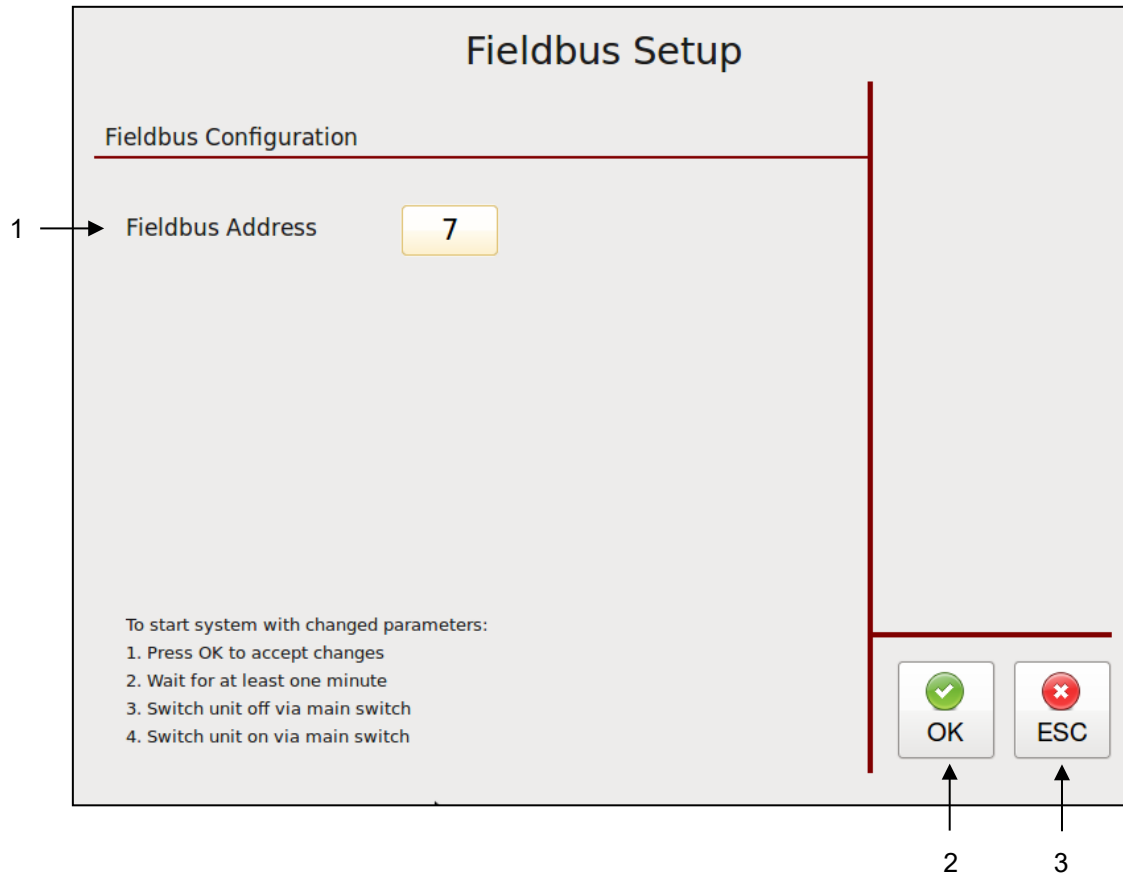 Fieldbus Setup
Fieldbus Configuration
1
Fieldbus Address
7
To start system with changed parameters:
1. Press OK to accept changes
2. Wait for at least one minute
3. Switch unit off via main switch
4. Switch unit on via main switch
OK
ESC
2
3